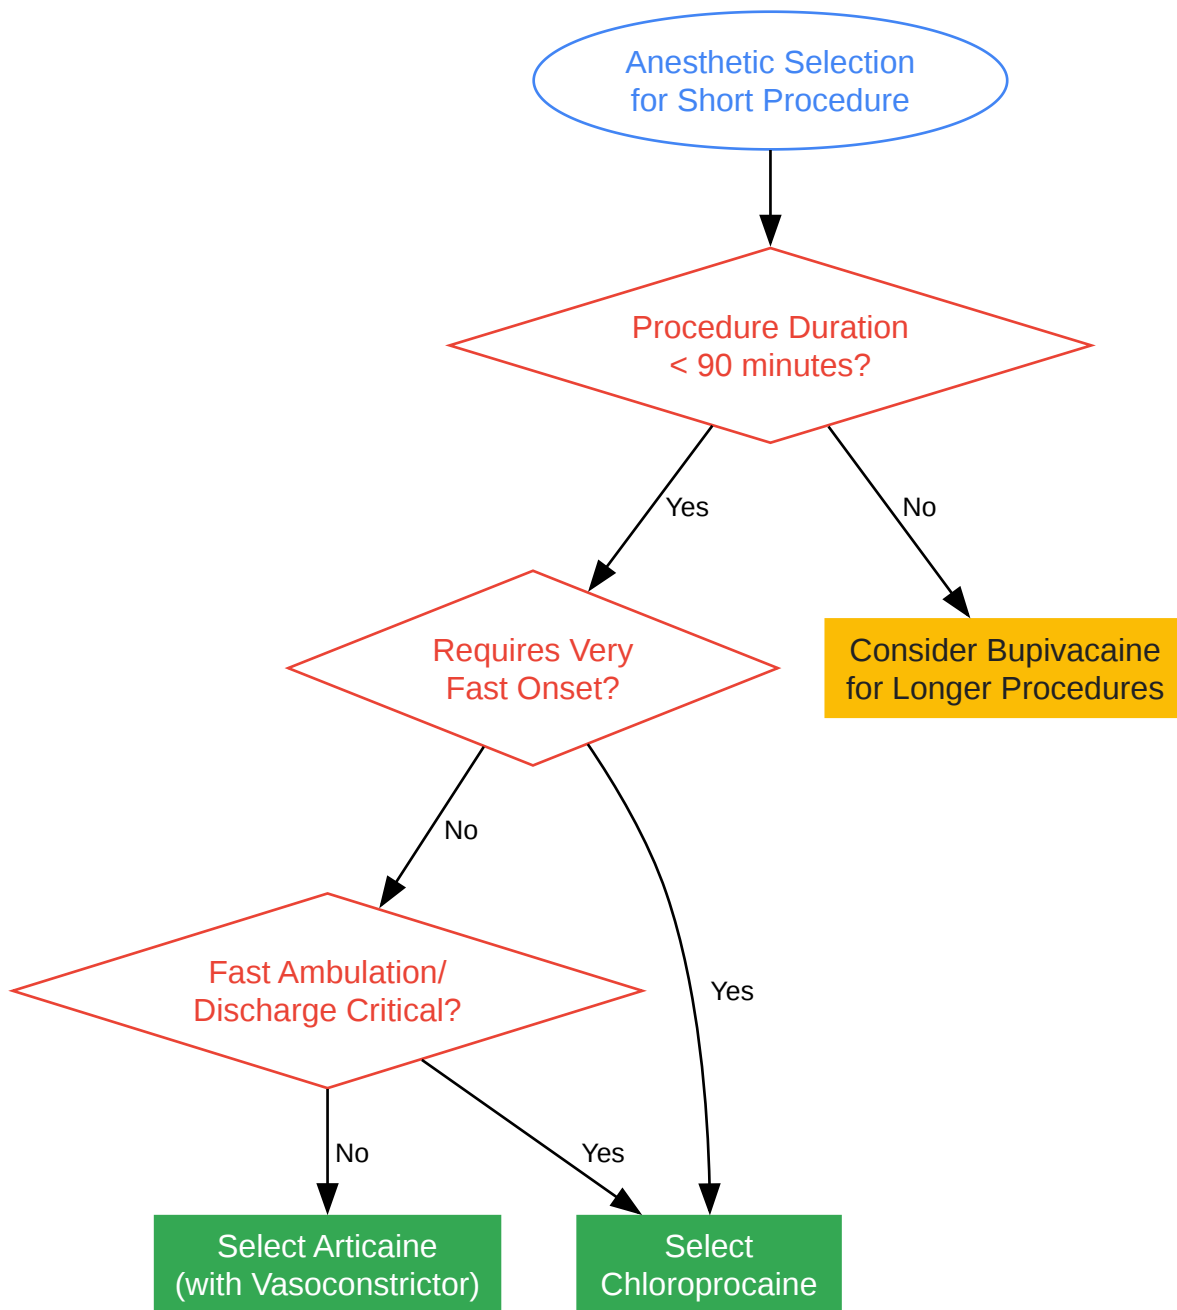 Anesthetic Selection
for Short Procedure
Procedure Duration
< 90 minutes?
Yes
No
Requires Very
Fast Onset?
Consider Bupivacaine
for Longer Procedures
No
Fast Ambulation/
Discharge Critical?
Yes
No
Yes
Select Articaine
(with Vasoconstrictor)
Select
Chloroprocaine